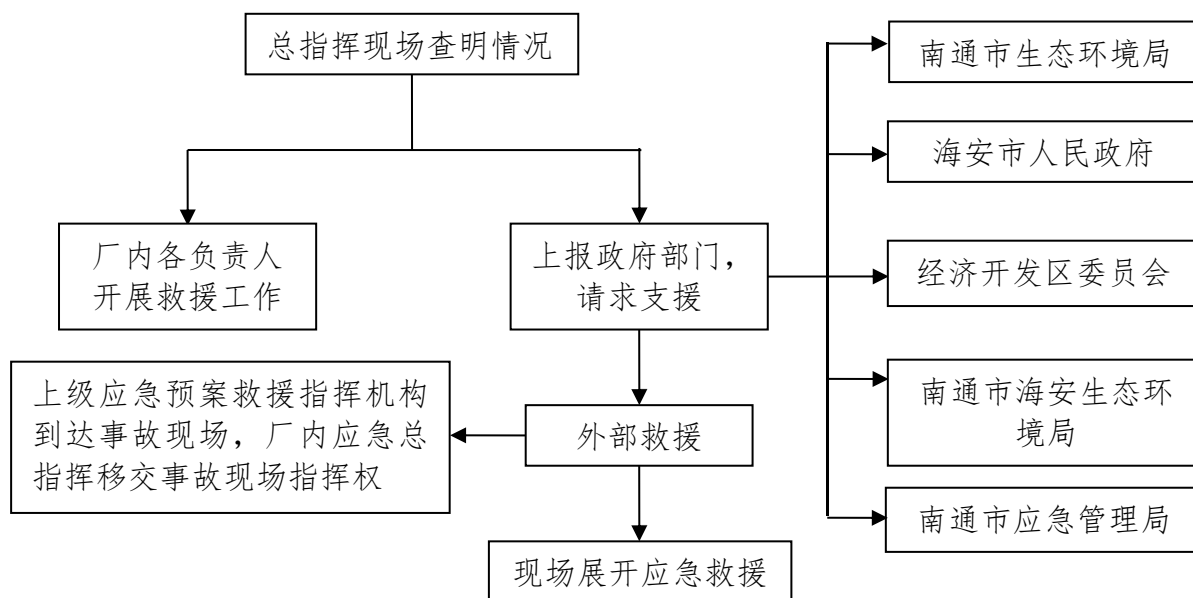 总指挥现场查明情况
南通市生态环境局
海安市人民政府
厂内各负责人
开展救援工作
上报政府部门，
请求支援
经济开发区委员会
上级应急预案救援指挥机构
到达事故现场，厂内应急总
指挥移交事故现场指挥权
外部救援
南通市海安生态环
境局
南通市应急管理局
现场展开应急救援